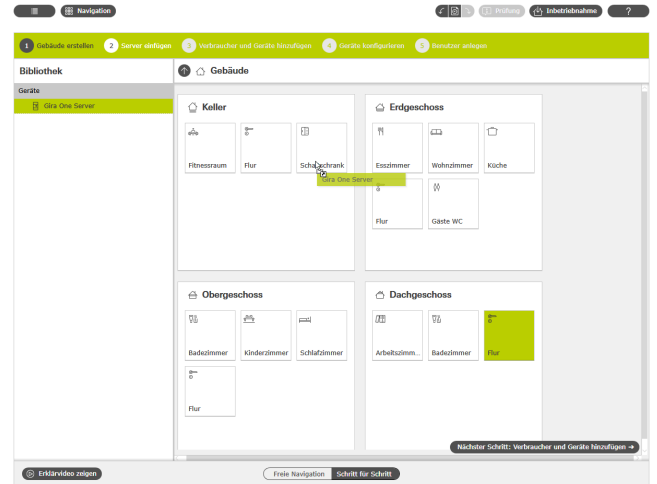 Navigation
Prüfung
Inbetriebnahme
?
1 Gebäude erstellen
2 Server einfügen
3 Verbraucher und Geräte hinzufügen
4 Geräte konfigurieren
5 Benutzer anlegen
Bibliothek
Gebäude
Geräte
Gira One Server
Keller
Fitnessraum
Flur
Schaltschrank
Gira One Server
Erdgeschoss
Esszimmer
Wohnzimmer
Küche
Flur
Gäste WC
Obergeschoss
Badezimmer
Kinderzimmer
Schlafzimmer
Flur
Dachgeschoss
Arbeitszimm...
Badezimmer
Flur
Nächster Schritt: Verbraucher und Geräte hinzufügen →
Erklärvideo zeigen
Freie Navigation
Schritt für Schritt